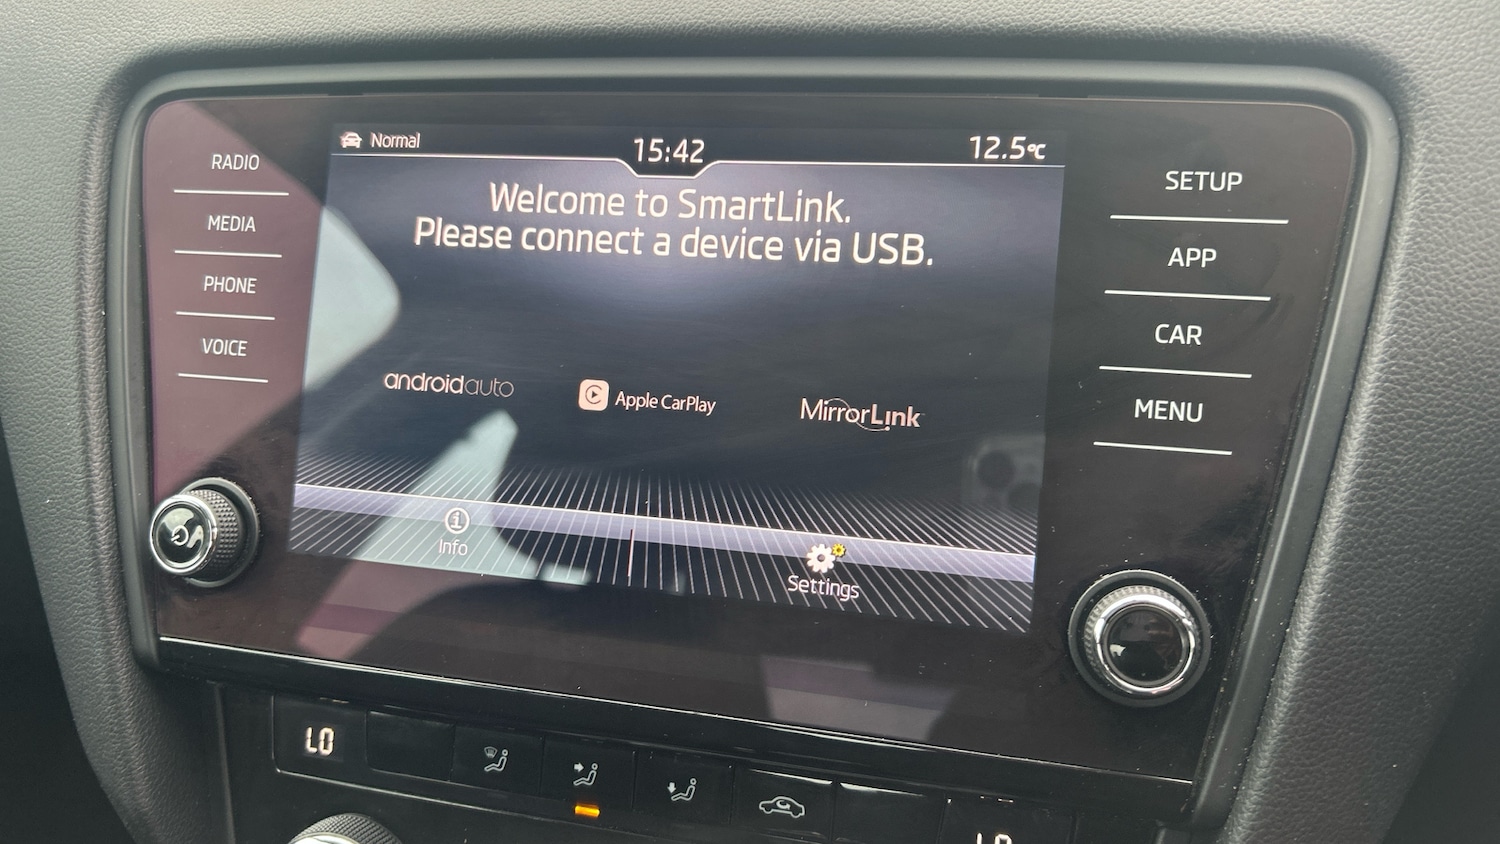 Normal
15:42
12.5°C
RADIO
MEDIA
PHONE
VOICE
Welcome to SmartLink.
Please connect a device via USB.
androidauto
Apple CarPlay
MirrorLink
Info
Settings
SETUP
APP
CAR
MENU
LO
LO